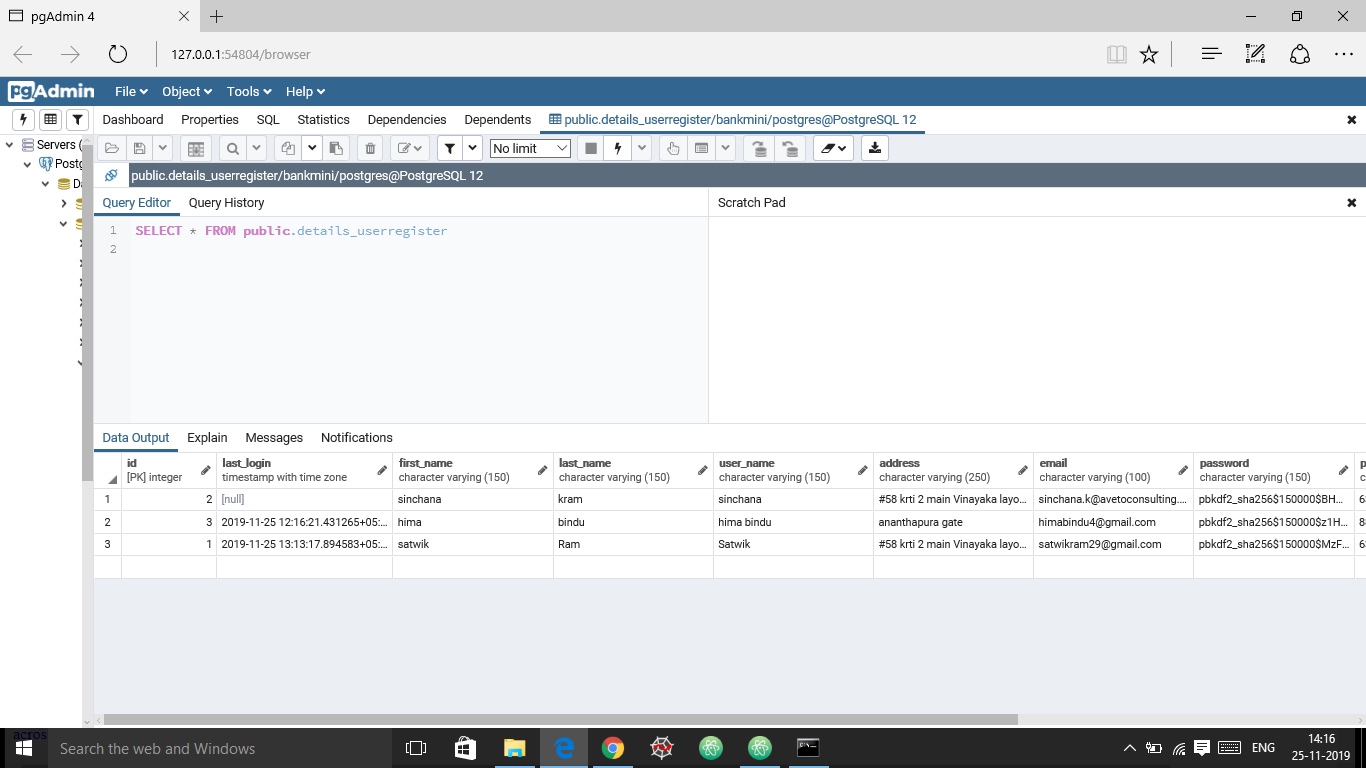 pgAdmin 4
127.0.0.1:54804/browser
pgAdmin File Object Tools Help
Dashboard Properties SQL Statistics Dependencies Dependents public.details_userregister/bankmini/postgres@PostgreSQL 12
Servers (
No limit
public.details_userregister/bankmini/postgres@PostgreSQL 12
Query Editor Query History Scratch Pad
1 SELECT * FROM public.details_userregister
2
Data Output Explain Messages Notifications
id last_login first_name last_name user_name address email password p
[PK] integer timestamp with time zone character varying (150) character varying (150) character varying (150) character varying (250) character varying (100) character varying (150) c
1 2 [null] sinchana kram sinchana #58 krti 2 main Vinayaka layo... sinchana.k@avetoconsulting.... pbkdf2_sha256$150000$BH...
2 3 2019-11-25 12:16:21.431265+05:... hima bindu hima bindu ananthapura gate himabindu4@gmail.com pbkdf2_sha256$150000$z1H...
3 1 2019-11-25 13:13:17.894583+05:... satwik Ram Satwik #58 krti 2 main Vinayaka layo... satwikram29@gmail.com pbkdf2_sha256$150000$MzF...
Search the web and Windows
ENG
14:16
25-11-2019